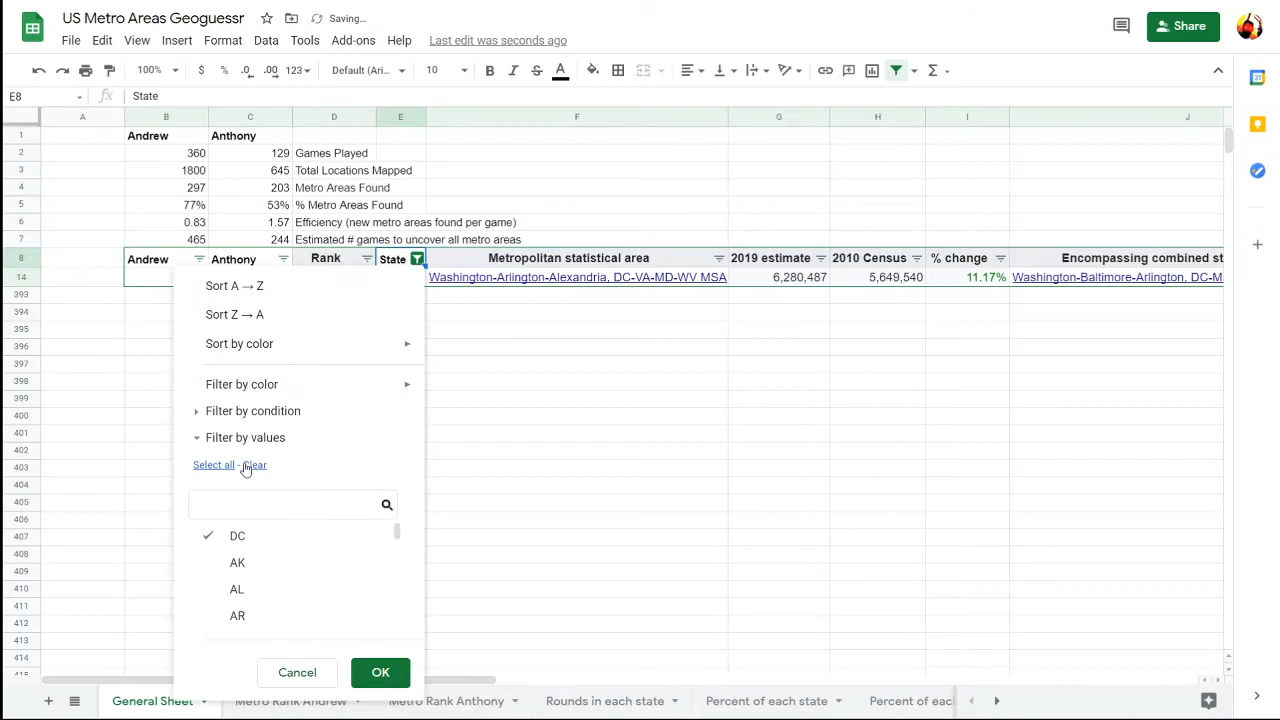 US Metro Areas Geoguessr Saving...
File Edit View Insert Format Data Tools Add-ons Help Last edit was seconds ago
Share
100% $ % .0 .00 123 Default (Ari... 10 B I S A Σ
E8 fx State
A B C D E F G H I J
1 Andrew Anthony
2 360 129 Games Played
3 1800 645 Total Locations Mapped
4 297 203 Metro Areas Found
5 77% 53% % Metro Areas Found
6 0.83 1.57 Efficiency (new metro areas found per game)
7 465 244 Estimated # games to uncover all metro areas
8 Andrew Anthony Rank State Metropolitan statistical area 2019 estimate 2010 Census % change Encompassing combined st
14 Washington-Arlington-Alexandria, DC-VA-MD-WV MSA 6,280,487 5,649,540 11.17% Washington-Baltimore-Arlington, DC-M
393
394
395
396
397
398
399
400
401
402
403
404
405
406
407
408
409
410
411
412
413
414
415
Sort A → Z
Sort Z → A
Sort by color
Filter by color
Filter by condition
Filter by values
Select all - Clear
DC
AK
AL
AR
Cancel OK
General Sheet Metro Rank Andrew Metro Rank Anthony Rounds in each state Percent of each state Percent of eac